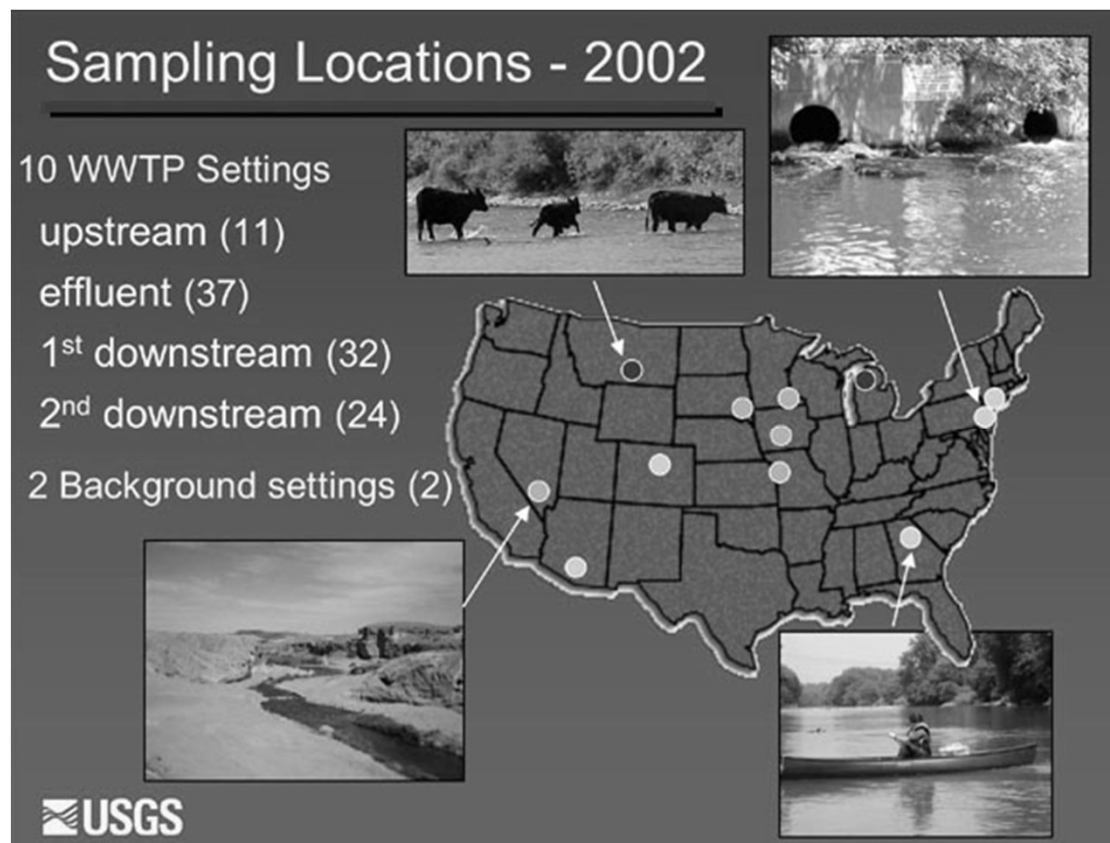 Sampling Locations - 2002
10 WWTP Settings
upstream (11)
effluent (37)
1st downstream (32)
2nd downstream (24)
2 Background settings (2)
USGS